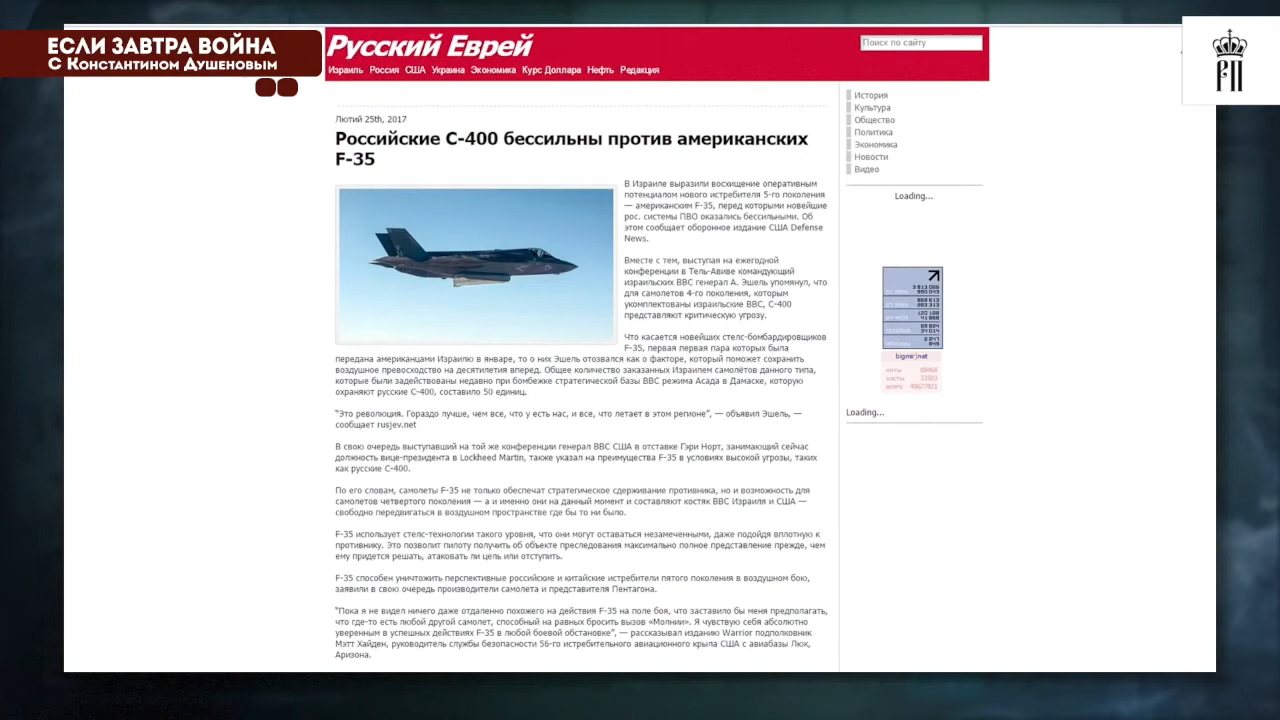 ЕСЛИ ЗАВТРА ВОЙНА
С КОНСТАНТИНОМ ДУШЕНОВЫМ
Русский Еврей
Поиск по сайту
Израиль Россия США Украина Экономика Курс Доллара Нефть Редакция
РП
Лютий 25th, 2017
Российские С-400 бессильны против американских
F-35
В Израиле выразили восхищение оперативным
потенциалом нового истребителя 5-го поколения
— американским F-35, перед которыми новейшие
рос. системы ПВО оказались бессильными. Об
этом сообщает оборонное издание США Defense
News.
Вместе с тем, выступая на ежегодной
конференции в Тель-Авиве командующий
израильских ВВС генерал А. Эшель упомянул, что
для самолетов 4-го поколения, которым
укомплектованы израильские ВВС, С-400
представляют критическую угрозу.
Что касается новейших стелс-бомбардировщиков
F-35, первая первая пара которых была
передана американцами Израилю в январе, то о них Эшель отозвался как о факторе, который поможет сохранить
воздушное превосходство на десятилетия вперед. Общее количество заказанных Израилем самолётов данного типа,
которые были задействованы недавно при бомбежке стратегической базы ВВС режима Асада в Дамаске, которую
охраняют русские С-400, составило 50 единиц.
"Это революция. Гораздо лучше, чем все, что у есть нас, и все, что летает в этом регионе", — объявил Эшель, —
сообщает rusjev.net
В свою очередь выступавший на той же конференции генерал ВВС США в отставке Гэри Норт, занимающий сейчас
должность вице-президента в Lockheed Martin, также указал на преимущества F-35 в условиях высокой угрозы, таких
как русские С-400.
По его словам, самолеты F-35 не только обеспечат стратегическое сдерживание противника, но и возможность для
самолетов четвертого поколения — а и именно они на данный момент и составляют костяк ВВС Израиля и США —
свободно передвигаться в воздушном пространстве где бы то ни было.
F-35 использует стелс-технологии такого уровня, что они могут оставаться незамеченными, даже подойдя вплотную к
противнику. Это позволит пилоту получить об объекте преследования максимально полное представление прежде, чем
ему придется решать, атаковать ли цель или отступить.
F-35 способен уничтожить перспективные российские и китайские истребители пятого поколения в воздушном бою,
заявили в свою очередь производители самолета и представителя Пентагона.
"Пока я не видел ничего даже отдаленно похожего на действия F-35 на поле боя, что заставило бы меня предполагать,
что где-то есть любой другой самолет, способный на равных бросить вызов «Молнии». Я чувствую себя абсолютно
уверенным в успешных действиях F-35 в любой боевой обстановке", — рассказывал изданию Warrior подполковник
Мэтт Хайден, руководитель службы безопасности 56-го истребительного авиационного крыла США с авиабазы Люк,
Аризона.
История
Культура
Общество
Политика
Экономика
Новости
Видео
Loading...
bigmir)net
хиты 69468
хосты 33503
всего 40627821
Loading...